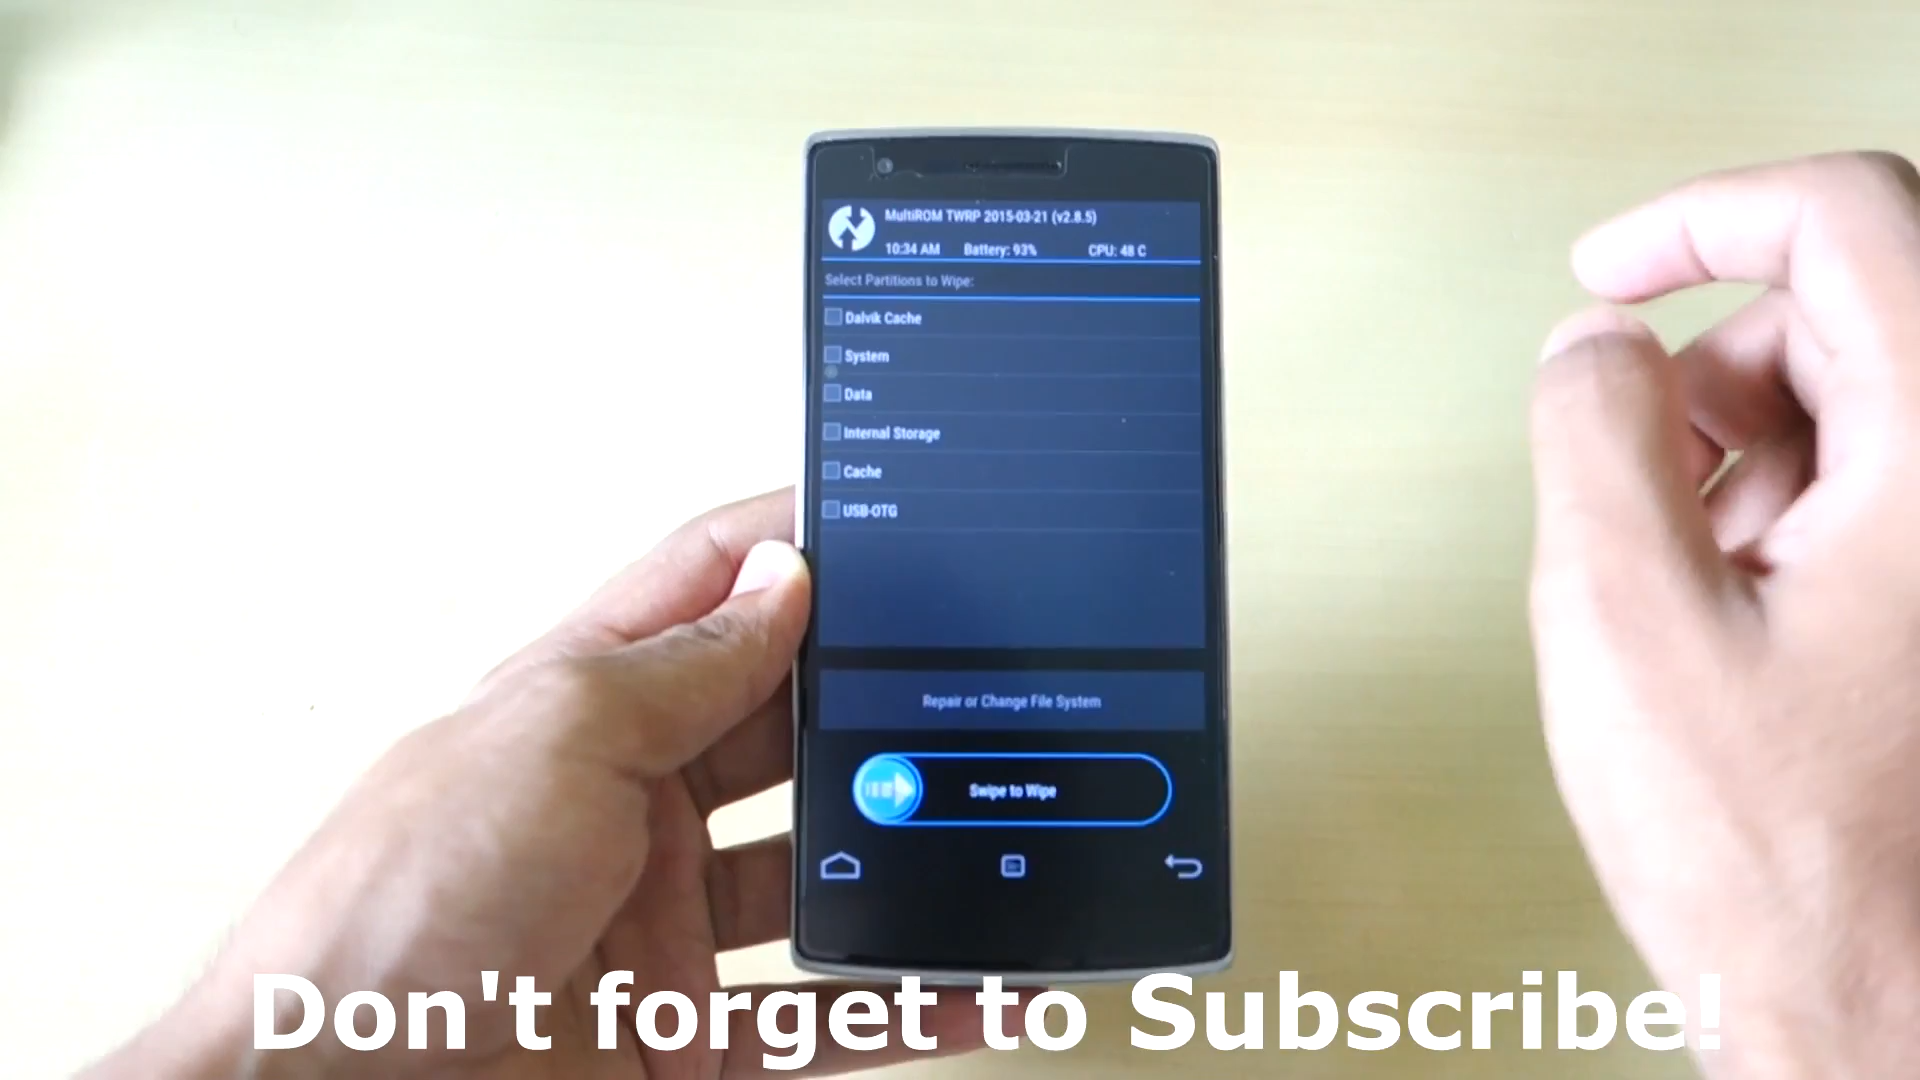 MultiROM TWRP 2015-03-21 (v2.8.5)
10:34 AM Battery: 93% CPU: 48 C
Select Partitions to Wipe:
Dalvik Cache
System
Data
Internal Storage
Cache
USB-OTG
Repair or Change File System
Swipe to Wipe
Don't forget to Subscribe!